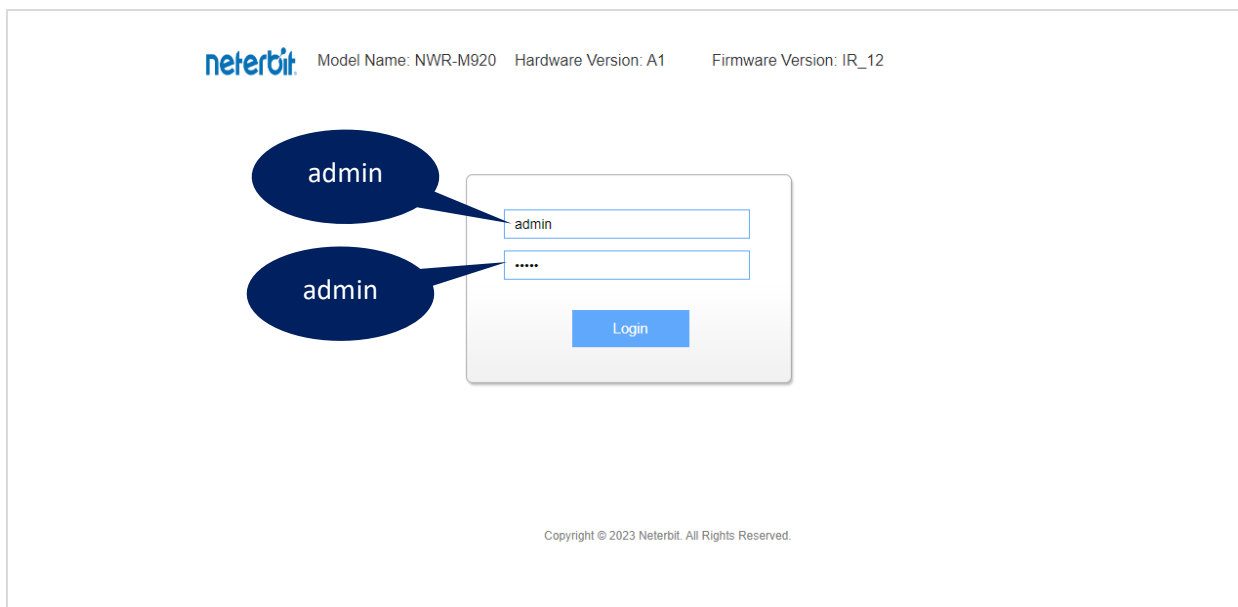 neterbit. Model Name: NWR-M920 Hardware Version: A1 Firmware Version: IR_12
admin
admin
admin
•••••
admin
Login
Copyright © 2023 Neterbit. All Rights Reserved.